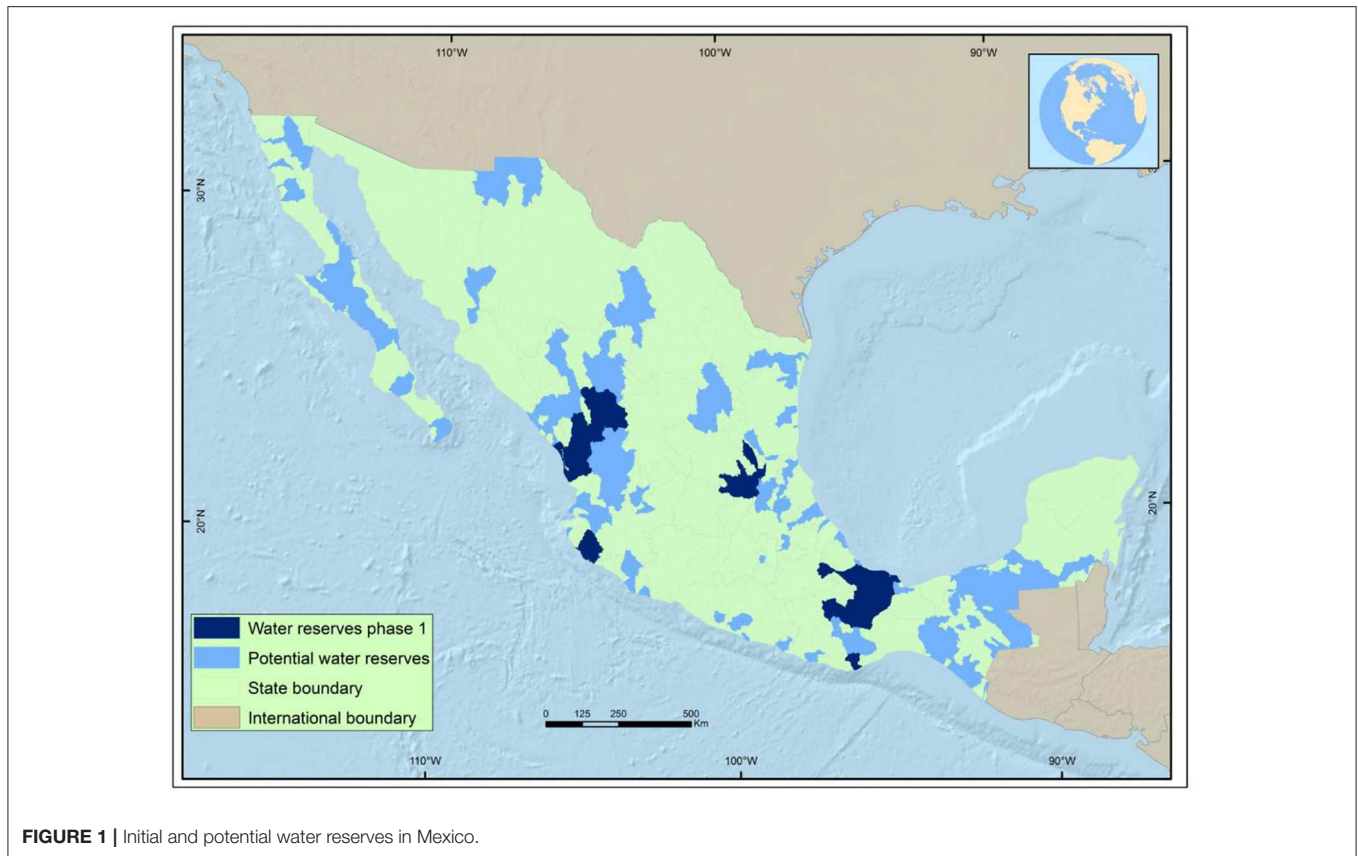 110°W 100°W 90°W
30°N
20°N
20°N
Water reserves phase 1
Potential water reserves
State boundary
International boundary
0 125 250 500
Km
110°W 100°W 90°W
FIGURE 1 | Initial and potential water reserves in Mexico.